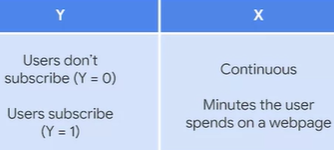 Y
X
Users don't
subscribe (Y = 0)
Users subscribe
(Y = 1)
Continuous
Minutes the user
spends on a webpage